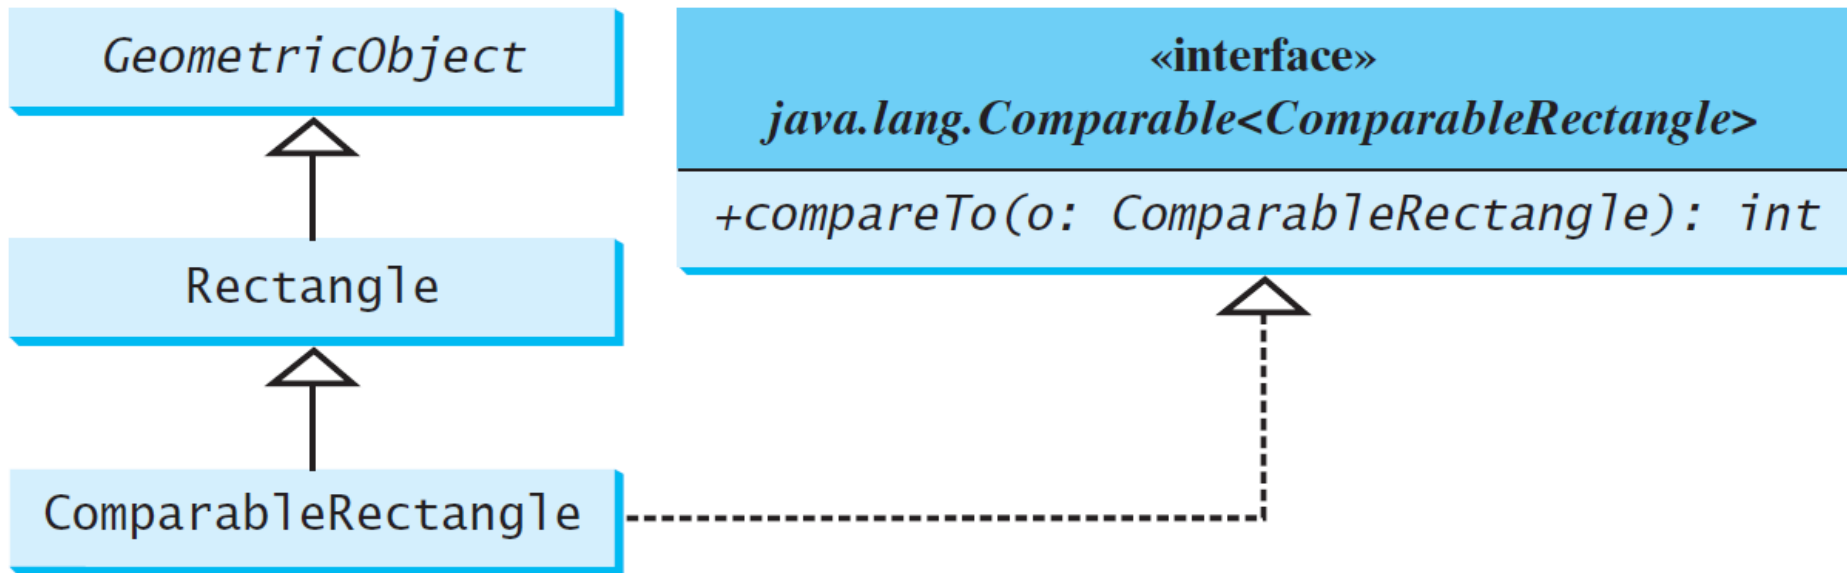 GeometricObject
«interface»
java.lang.Comparable<ComparableRectangle>
+compareTo(o: ComparableRectangle): int
Rectangle
ComparableRectangle